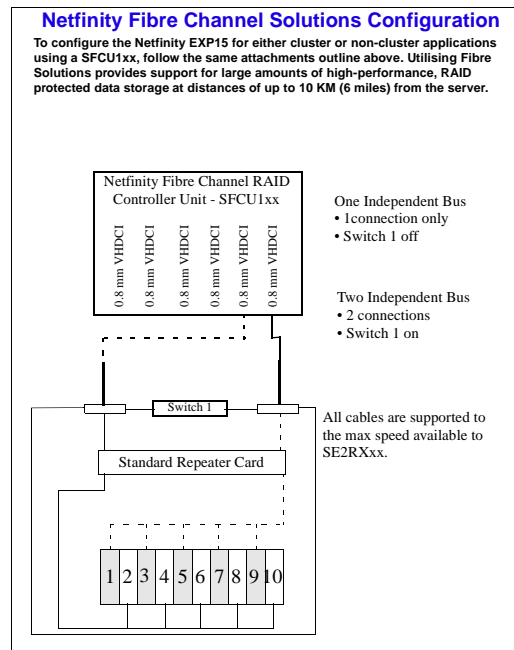 Netfinity Fibre Channel Solutions Configuration
To configure the Netfinity EXP15 for either cluster or non-cluster applications
using a SFCU1xx, follow the same attachments outline above. Utilising Fibre
Solutions provides support for large amounts of high-performance, RAID
protected data storage at distances of up to 10 KM (6 miles) from the server.
Netfinity Fibre Channel RAID
Controller Unit - SFCU1xx
0.8 mm VHDCI
0.8 mm VHDCI
0.8 mm VHDCI
0.8 mm VHDCI
0.8 mm VHDCI
0.8 mm VHDCI
One Independent Bus
• 1connection only
• Switch 1 off
Two Independent Bus
• 2 connections
• Switch 1 on
Switch 1
All cables are supported to
the max speed available to
SE2RXxx.
Standard Repeater Card
1 2 3 4 5 6 7 8 9 10